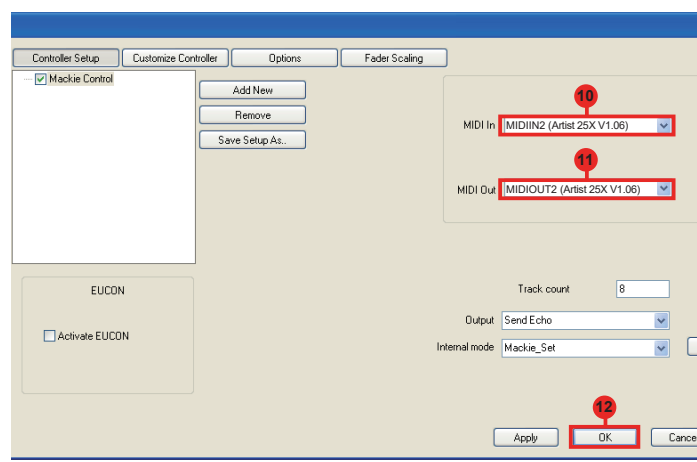 Controller Setup Customize Controller Options Fader Scaling
Mackie Control
Add New
Remove
Save Setup As..
10
MIDI In MIDIIN2 (Artist 25X V1.06)
11
MIDI Out MIDIOUT2 (Artist 25X V1.06)
EUCON
Activate EUCON
Track count 8
Output Send Echo
Internal mode Mackie_Set
12
Apply OK Cance